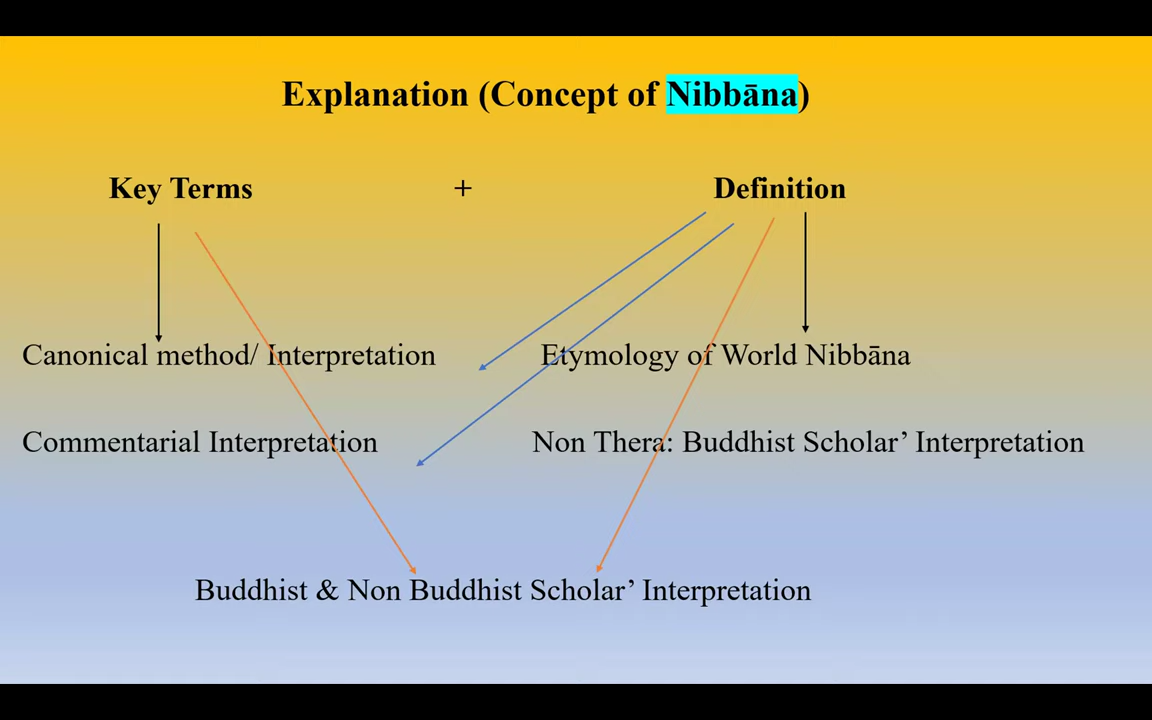 Explanation (Concept of Nibbāna)
Key Terms + Definition
Canonical method/ Interpretation Etymology of World Nibbāna
Commentarial Interpretation Non Thera: Buddhist Scholar’ Interpretation
Buddhist & Non Buddhist Scholar’ Interpretation